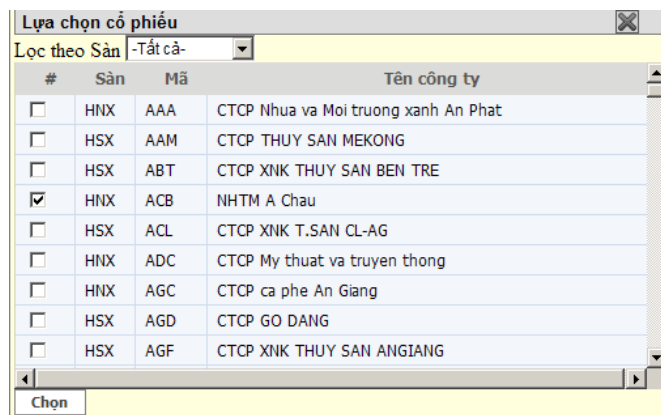 Lựa chọn cổ phiếu
Lọc theo Sàn -Tất cả-
# Sàn Mã Tên công ty
HNX AAA CTCP Nhua va Moi truong xanh An Phat
HSX AAM CTCP THUY SAN MEKONG
HSX ABT CTCP XNK THUY SAN BEN TRE
HNX ACB NHTM A Chau
HSX ACL CTCP XNK T.SAN CL-AG
HNX ADC CTCP My thuat va truyen thong
HNX AGC CTCP ca phe An Giang
HSX AGD CTCP GO DANG
HSX AGF CTCP XNK THUY SAN ANGIANG
Chọn